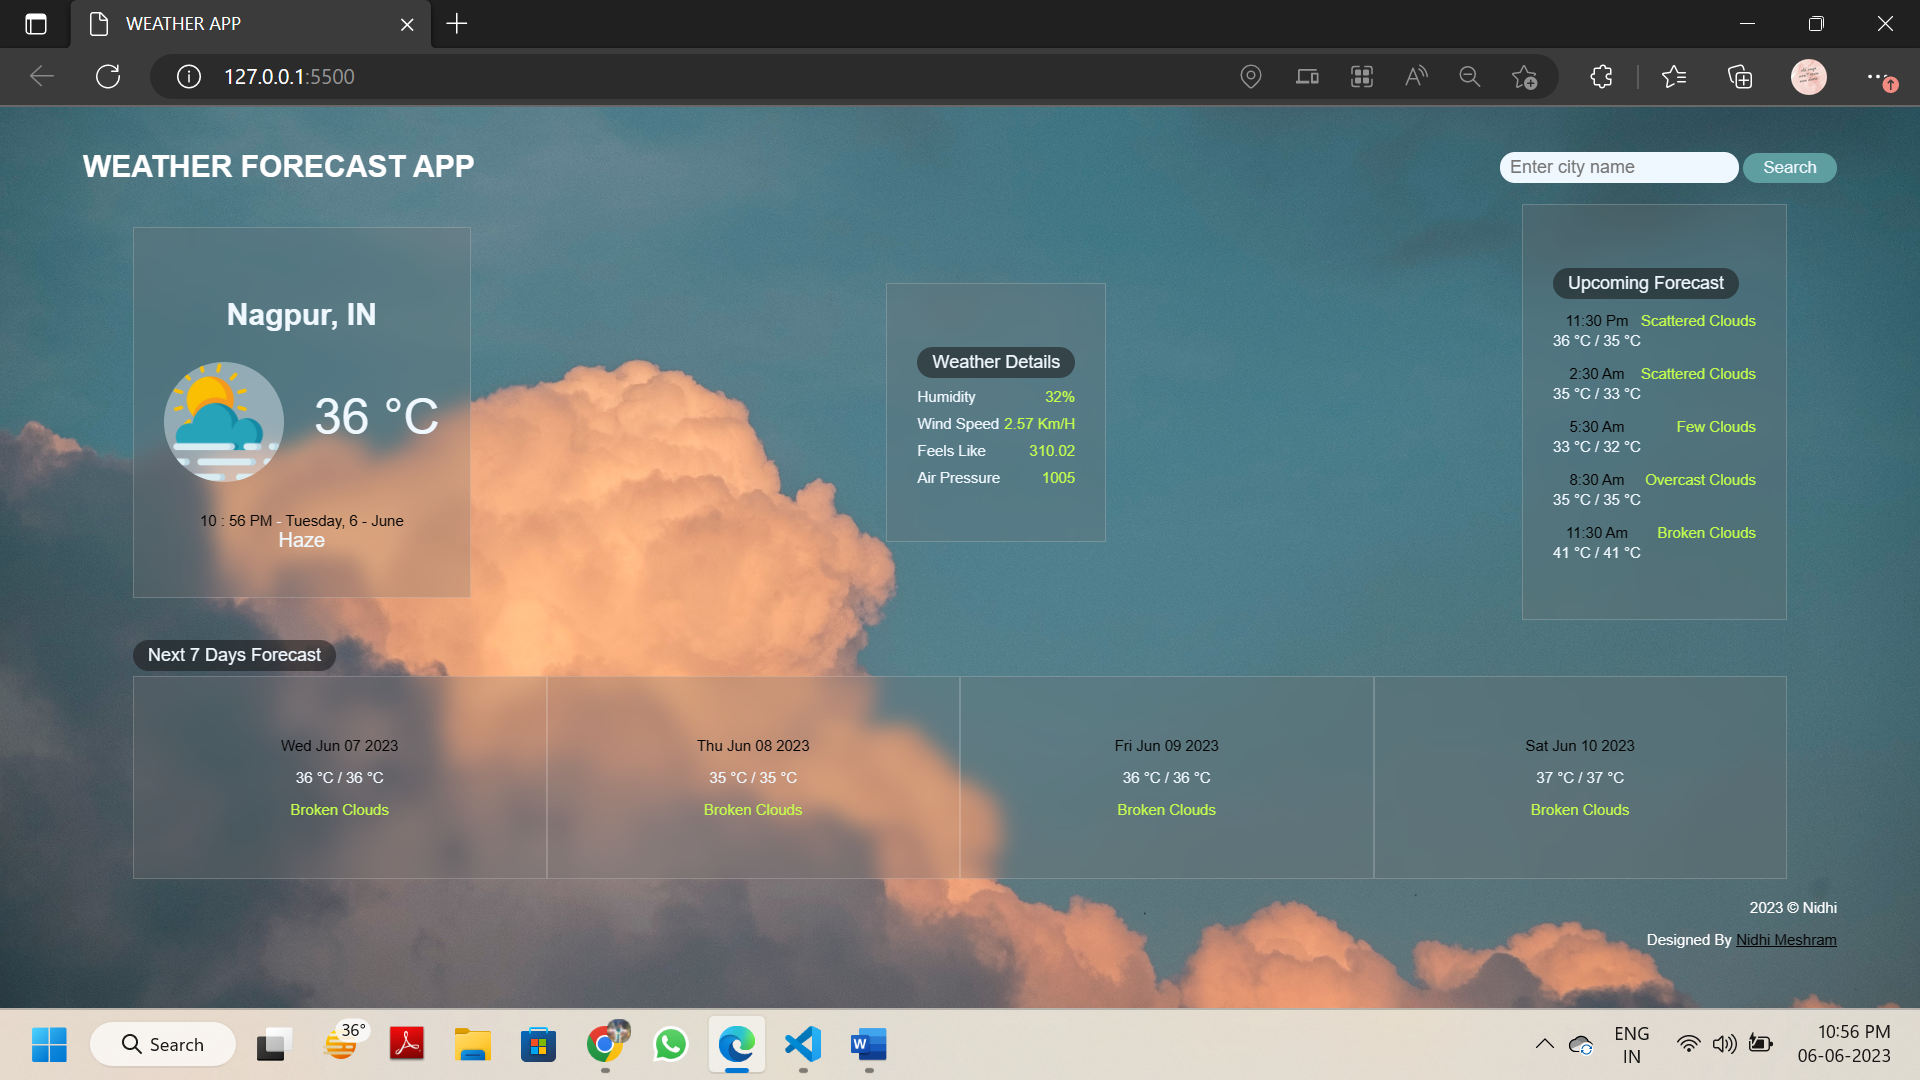 WEATHER APP
127.0.0.1:5500
WEATHER FORECAST APP
Enter city name
Search
Nagpur, IN
36 °C
10 : 56 PM - Tuesday, 6 - June
Haze
Weather Details
Humidity 32%
Wind Speed 2.57 Km/H
Feels Like 310.02
Air Pressure 1005
Upcoming Forecast
11:30 Pm Scattered Clouds
36 °C / 35 °C
2:30 Am Scattered Clouds
35 °C / 33 °C
5:30 Am Few Clouds
33 °C / 32 °C
8:30 Am Overcast Clouds
35 °C / 35 °C
11:30 Am Broken Clouds
41 °C / 41 °C
Next 7 Days Forecast
Wed Jun 07 2023
36 °C / 36 °C
Broken Clouds
Thu Jun 08 2023
35 °C / 35 °C
Broken Clouds
Fri Jun 09 2023
36 °C / 36 °C
Broken Clouds
Sat Jun 10 2023
37 °C / 37 °C
Broken Clouds
2023 © Nidhi
Designed By Nidhi Meshram
Search
36°
W
ENG
IN
10:56 PM
06-06-2023